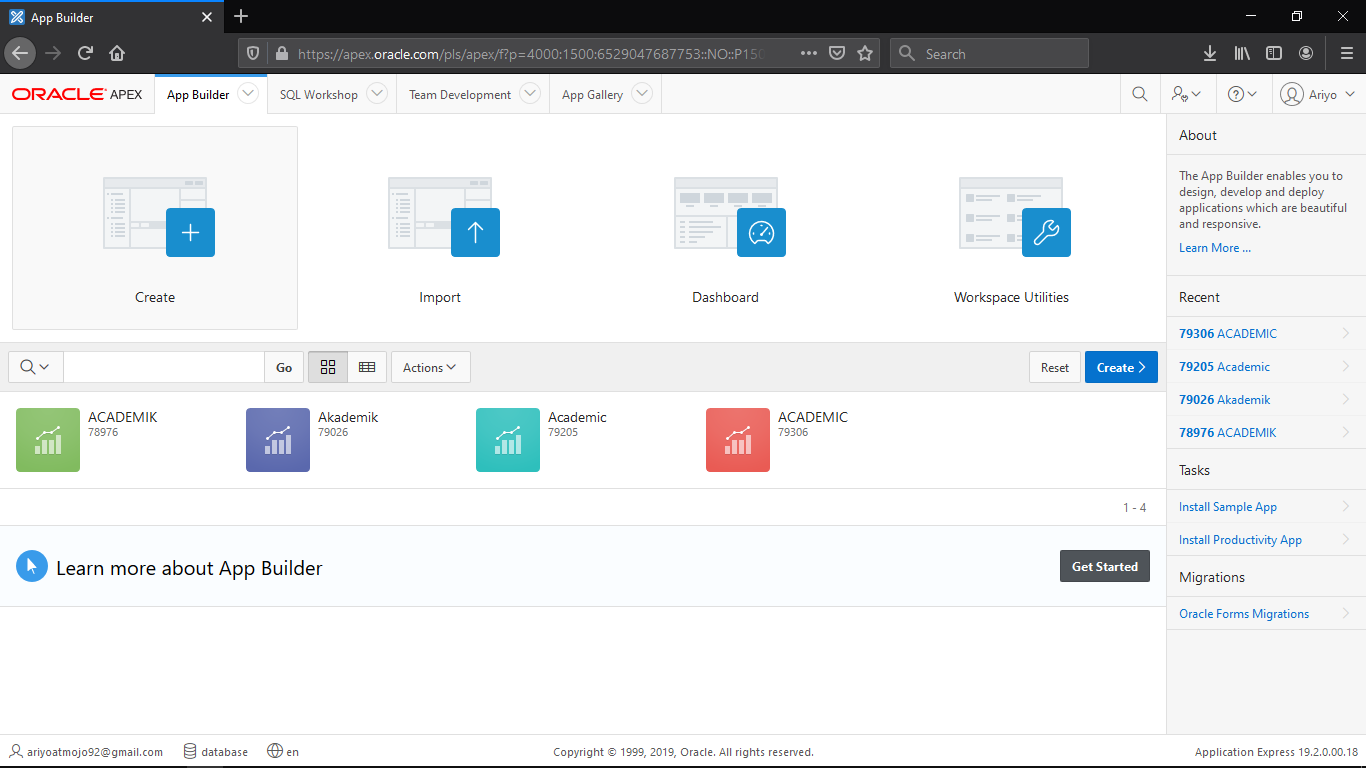 App Builder
https://apex.oracle.com/pls/apex/f?p=4000:1500:6529047687753::NO::P150
Search
ORACLE APEX
App Builder
SQL Workshop
Team Development
App Gallery
Ariyo
Create
Import
Dashboard
Workspace Utilities
Go
Actions
Reset
Create
ACADEMIK
78976
Akademik
79026
Academic
79205
ACADEMIC
79306
1 - 4
Learn more about App Builder
Get Started
About
The App Builder enables you to
design, develop and deploy
applications which are beautiful
and responsive.
Learn More ...
Recent
79306 ACADEMIC
79205 Academic
79026 Akademik
78976 ACADEMIK
Tasks
Install Sample App
Install Productivity App
Migrations
Oracle Forms Migrations
ariyoatmojo92@gmail.com
database
en
Copyright © 1999, 2019, Oracle. All rights reserved.
Application Express 19.2.0.00.18